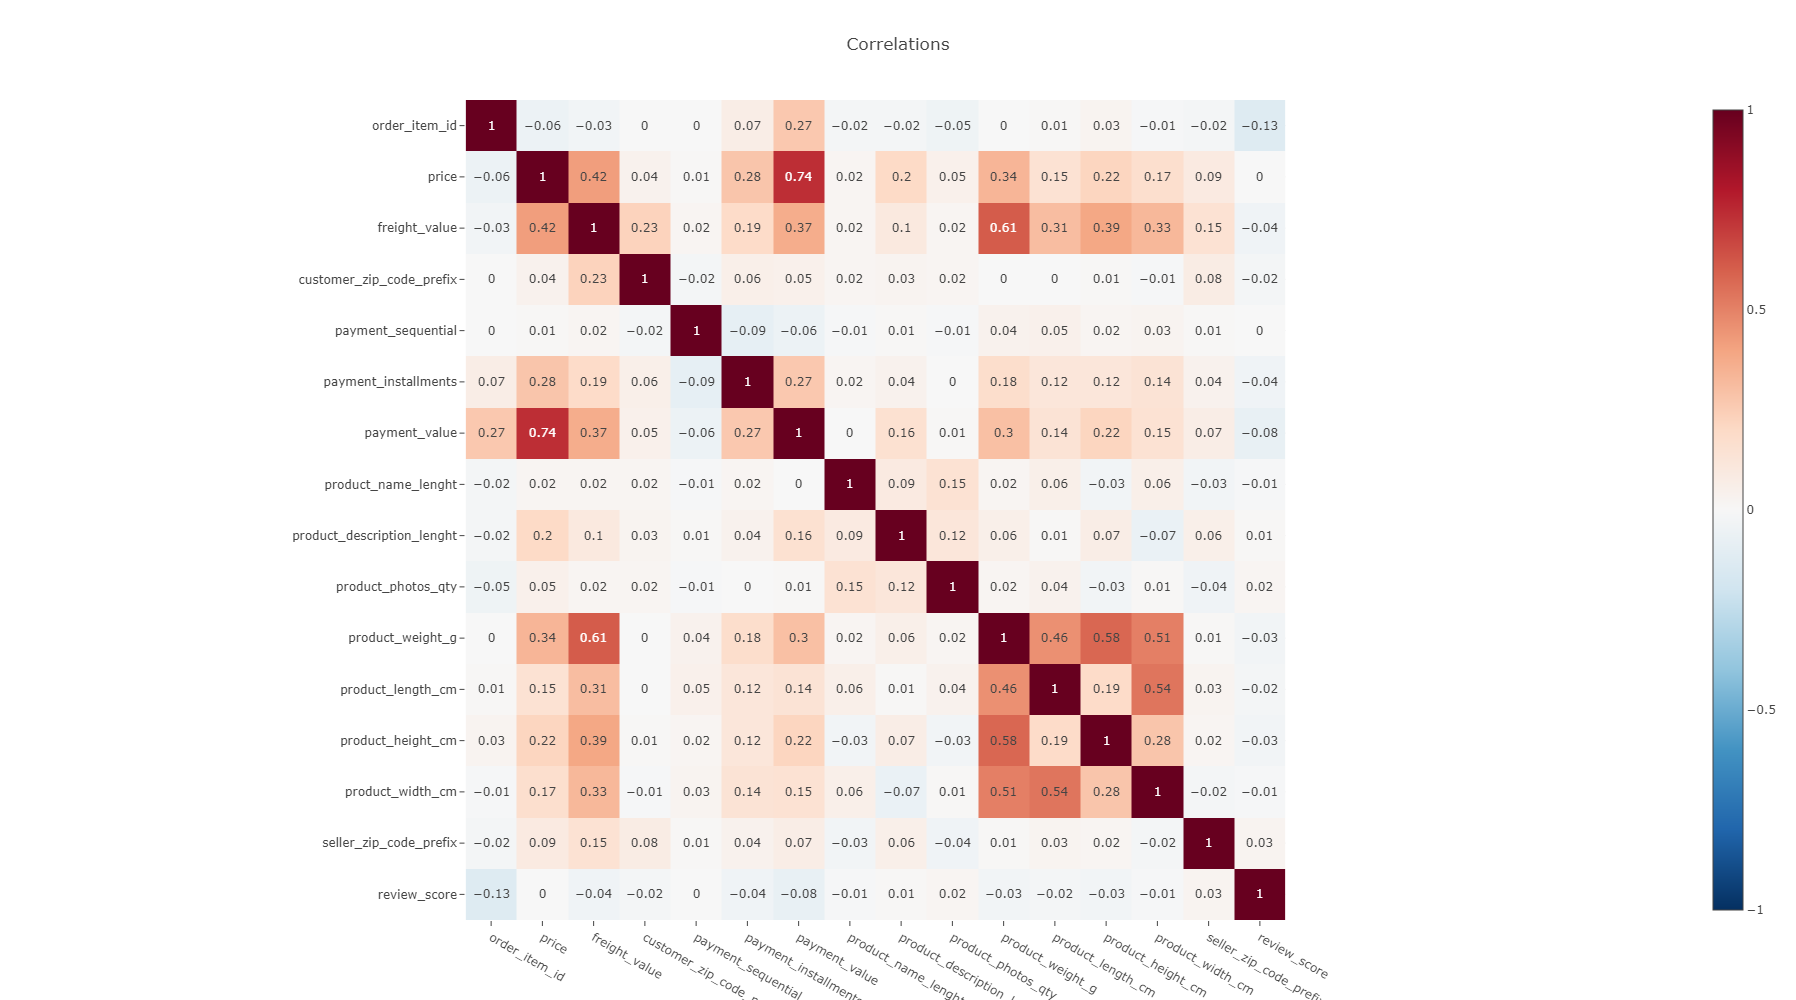 Correlations
order_item_id 1 −0.06 −0.03 0 0 0.07 0.27 −0.02 −0.02 −0.05 0 0.01 0.03 −0.01 −0.02 −0.13
price −0.06 1 0.42 0.04 0.01 0.28 0.74 0.02 0.2 0.05 0.34 0.15 0.22 0.17 0.09 0
freight_value −0.03 0.42 1 0.23 0.02 0.19 0.37 0.02 0.1 0.02 0.61 0.31 0.39 0.33 0.15 −0.04
customer_zip_code_prefix 0 0.04 0.23 1 −0.02 0.06 0.05 0.02 0.03 0.02 0 0 0.01 −0.01 0.08 −0.02
payment_sequential 0 0.01 0.02 −0.02 1 −0.09 −0.06 −0.01 0.01 −0.01 0.04 0.05 0.02 0.03 0.01 0
payment_installments 0.07 0.28 0.19 0.06 −0.09 1 0.27 0.02 0.04 0 0.18 0.12 0.12 0.14 0.04 −0.04
payment_value 0.27 0.74 0.37 0.05 −0.06 0.27 1 0 0.16 0.01 0.3 0.14 0.22 0.15 0.07 −0.08
product_name_lenght −0.02 0.02 0.02 0.02 −0.01 0.02 0 1 0.09 0.15 0.02 0.06 −0.03 0.06 −0.03 −0.01
product_description_lenght −0.02 0.2 0.1 0.03 0.01 0.04 0.16 0.09 1 0.12 0.06 0.01 0.07 −0.07 0.06 0.01
product_photos_qty −0.05 0.05 0.02 0.02 −0.01 0 0.01 0.15 0.12 1 0.02 0.04 −0.03 0.01 −0.04 0.02
product_weight_g 0 0.34 0.61 0 0.04 0.18 0.3 0.02 0.06 0.02 1 0.46 0.58 0.51 0.01 −0.03
product_length_cm 0.01 0.15 0.31 0 0.05 0.12 0.14 0.06 0.01 0.04 0.46 1 0.19 0.54 0.03 −0.02
product_height_cm 0.03 0.22 0.39 0.01 0.02 0.12 0.22 −0.03 0.07 −0.03 0.58 0.19 1 0.28 0.02 −0.03
product_width_cm −0.01 0.17 0.33 −0.01 0.03 0.14 0.15 0.06 −0.07 0.01 0.51 0.54 0.28 1 −0.02 −0.01
seller_zip_code_prefix −0.02 0.09 0.15 0.08 0.01 0.04 0.07 −0.03 0.06 −0.04 0.01 0.03 0.02 −0.02 1 0.03
review_score −0.13 0 −0.04 −0.02 0 −0.04 −0.08 −0.01 0.01 0.02 −0.03 −0.02 −0.03 −0.01 0.03 1
order_item_id
price
freight_value
customer_zip_code_
payment_sequential
payment_installments
payment_value
product_name_lenght
product_description_
product_photos_qty
product_weight_g
product_length_cm
product_height_cm
product_width_cm
seller_zip_code_prefix
review_score
1
0.5
0
−0.5
−1